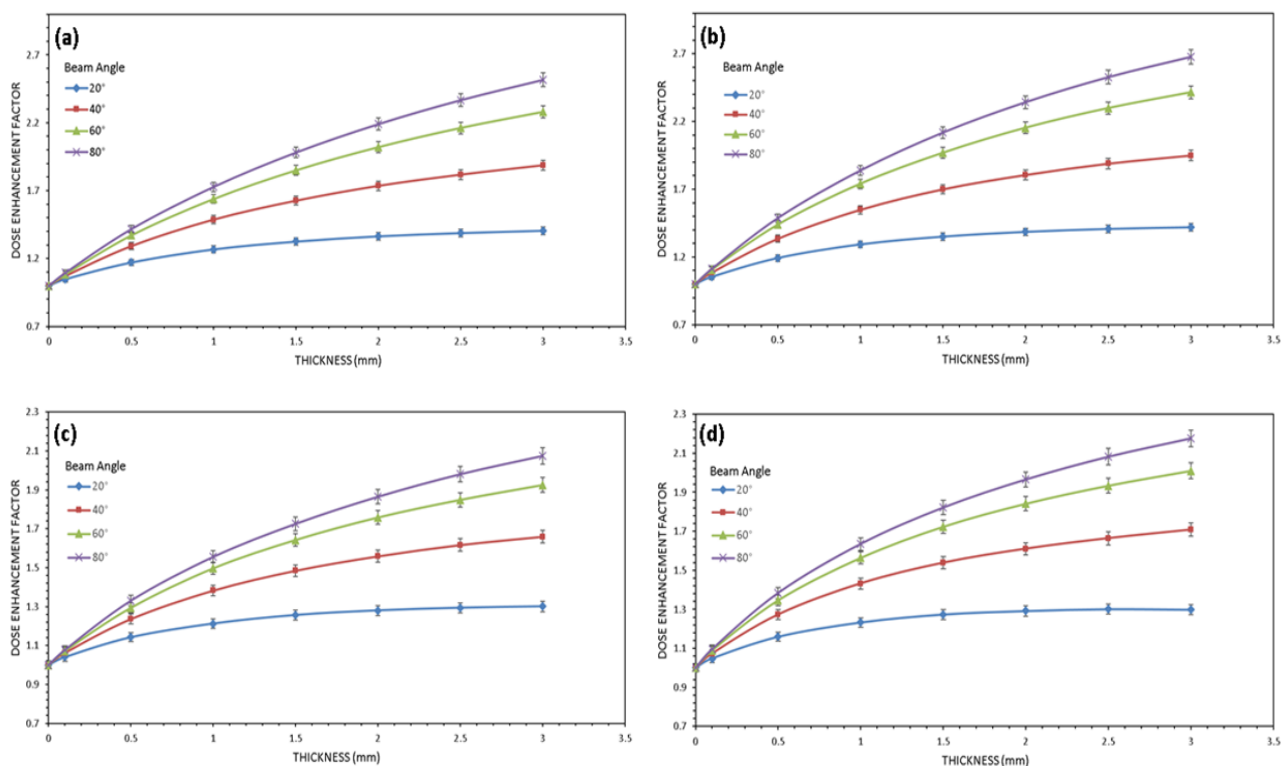 (a)
Beam Angle
20°
40°
60°
80°
DOSE ENHANCEMENT FACTOR
2.7
2.2
1.7
1.2
0.7
0 0.5 1 1.5 2 2.5 3 3.5
THICKNESS (mm)
(b)
Beam Angle
20°
40°
60°
80°
DOSE ENHANCEMENT FACTOR
2.7
2.2
1.7
1.2
0.7
0 0.5 1 1.5 2 2.5 3 3.5
THICKNESS (mm)
(c)
Beam Angle
20°
40°
60°
80°
DOSE ENHANCEMENT FACTOR
2.3
2.1
1.9
1.7
1.5
1.3
1.1
0.9
0.7
0 0.5 1 1.5 2 2.5 3 3.5
THICKNESS (mm)
(d)
Beam Angle
20°
40°
60°
80°
DOSE ENHANCEMENT FACTOR
2.3
2.1
1.9
1.7
1.5
1.3
1.1
0.9
0.7
0 0.5 1 1.5 2 2.5 3 3.5
THICKNESS (mm)